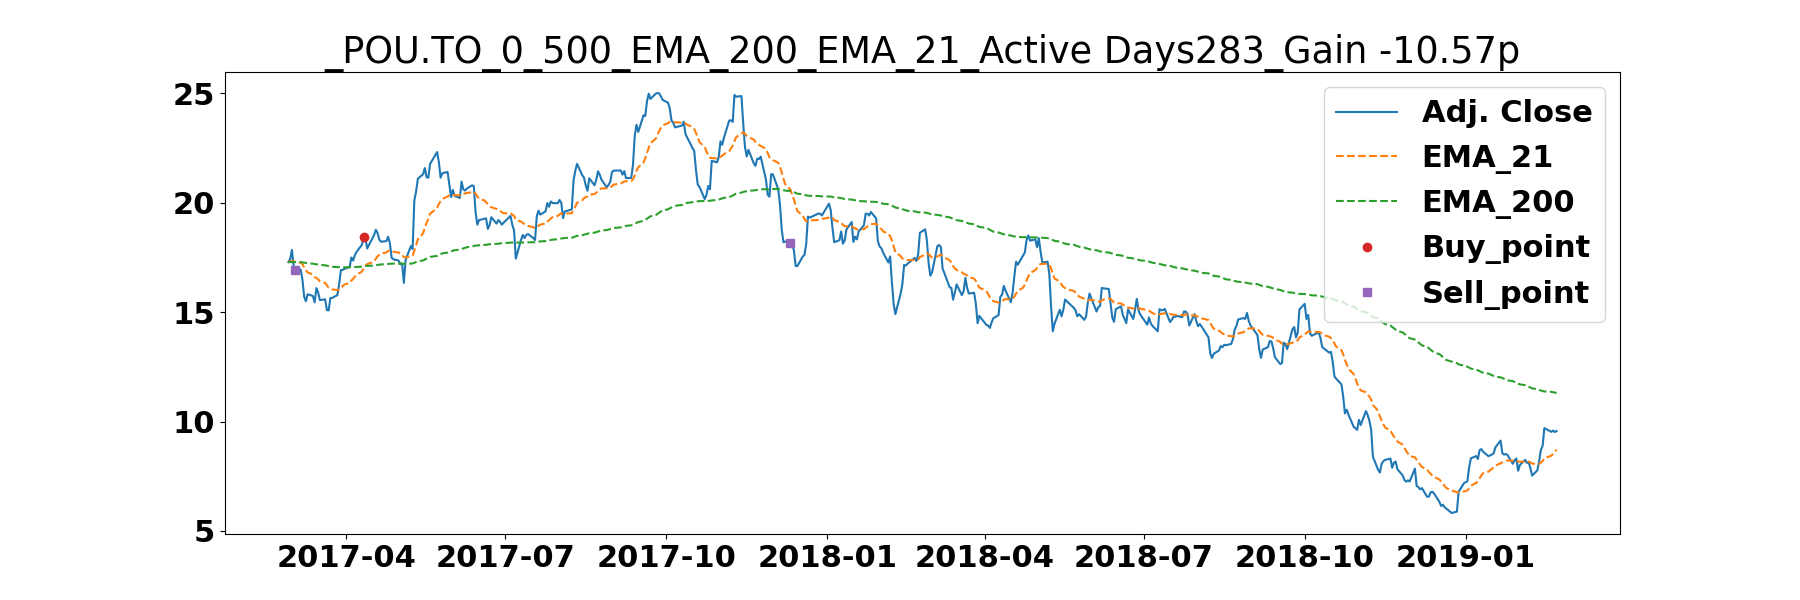 _POU.TO_0_500_EMA_200_EMA_21_Active Days283_Gain -10.57p
25
20
15
10
5
Adj. Close
EMA_21
EMA_200
Buy_point
Sell_point
2017-04 2017-07 2017-10 2018-01 2018-04 2018-07 2018-10 2019-01